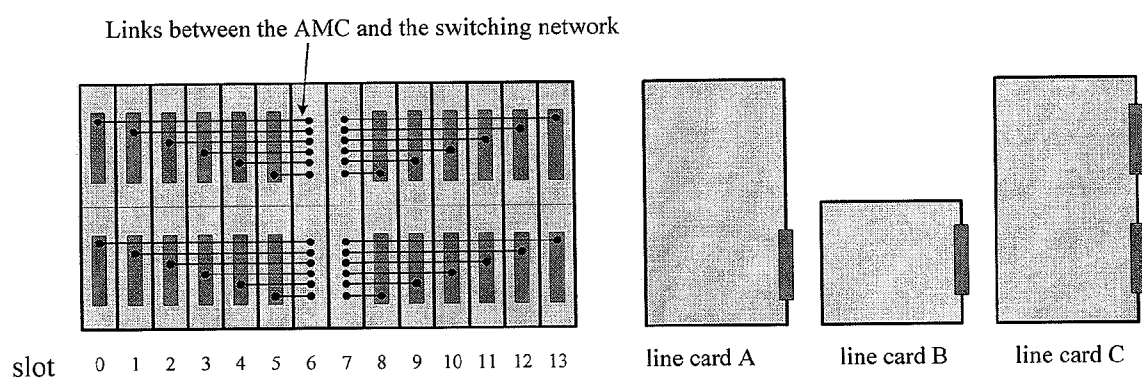 Links between the AMC and the switching network
slot 0 1 2 3 4 5 6 7 8 9 10 11 12 13
line card A
line card B
line card C